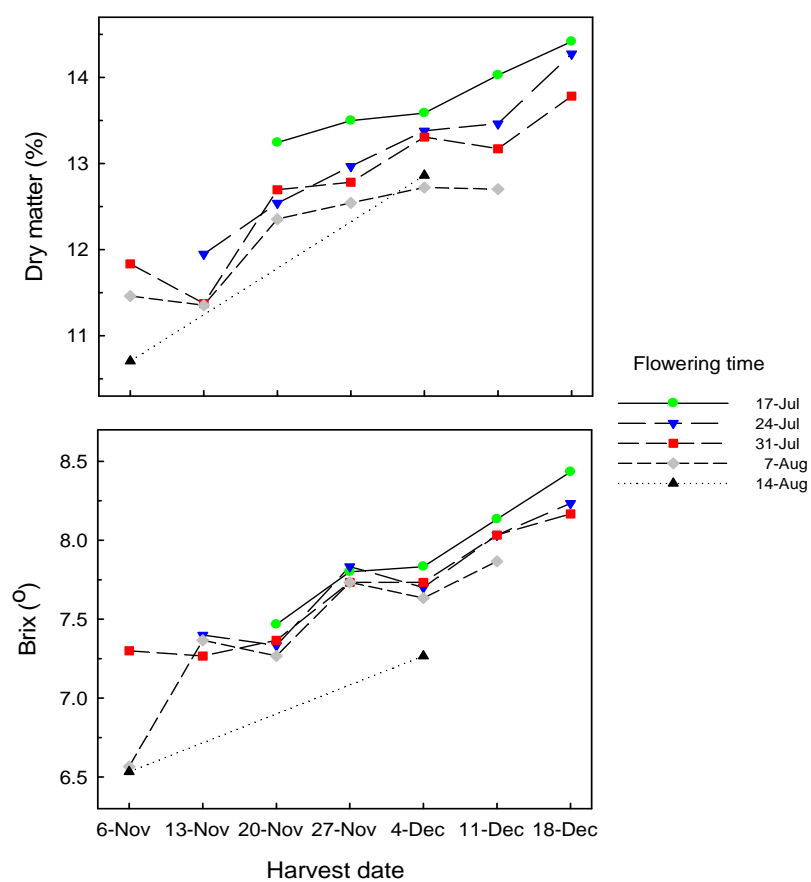 Dry matter (%)
14
13
12
11
Flowering time
17-Jul
24-Jul
31-Jul
7-Aug
14-Aug
Brix (O)
8.5
8.0
7.5
7.0
6.5
6-Nov 13-Nov 20-Nov 27-Nov 4-Dec 11-Dec 18-Dec
Harvest date